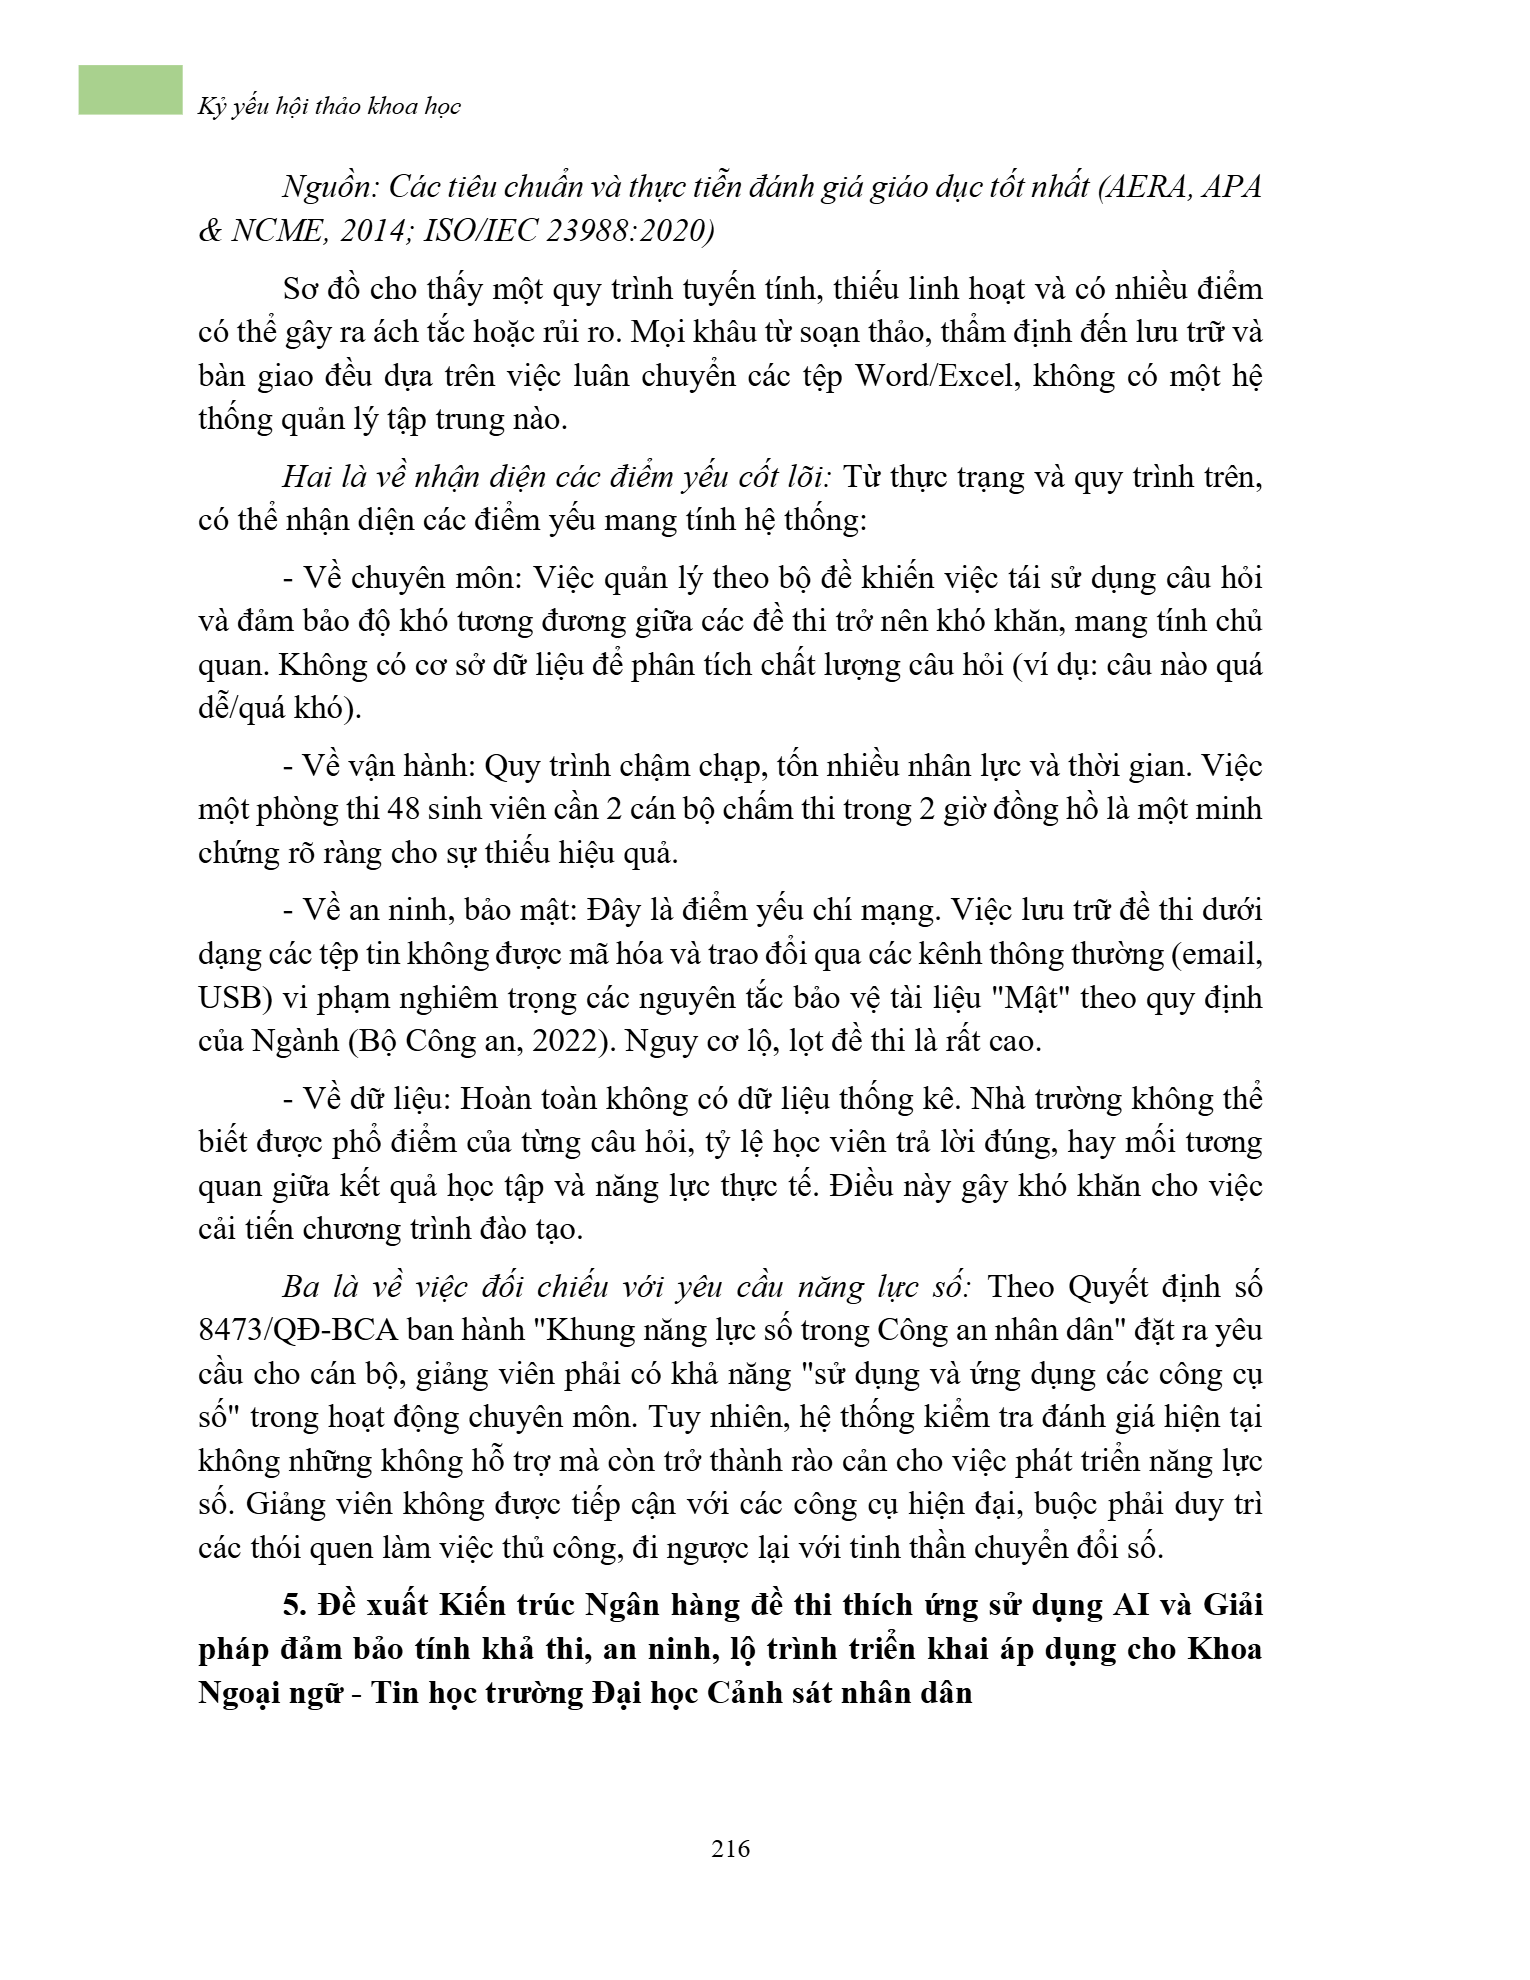 Kỷ yếu hội thảo khoa học
Nguồn: Các tiêu chuẩn và thực tiễn đánh giá giáo dục tốt nhất (AERA, APA
& NCME, 2014; ISO/IEC 23988:2020)
Sơ đồ cho thấy một quy trình tuyến tính, thiếu linh hoạt và có nhiều điểm
có thể gây ra ách tắc hoặc rủi ro. Mọi khâu từ soạn thảo, thẩm định đến lưu trữ và
bàn giao đều dựa trên việc luân chuyển các tệp Word/Excel, không có một hệ
thống quản lý tập trung nào.
Hai là về nhận diện các điểm yếu cốt lõi: Từ thực trạng và quy trình trên,
có thể nhận diện các điểm yếu mang tính hệ thống:
- Về chuyên môn: Việc quản lý theo bộ đề khiến việc tái sử dụng câu hỏi
và đảm bảo độ khó tương đương giữa các đề thi trở nên khó khăn, mang tính chủ
quan. Không có cơ sở dữ liệu để phân tích chất lượng câu hỏi (ví dụ: câu nào quá
dễ/quá khó).
- Về vận hành: Quy trình chậm chạp, tốn nhiều nhân lực và thời gian. Việc
một phòng thi 48 sinh viên cần 2 cán bộ chấm thi trong 2 giờ đồng hồ là một minh
chứng rõ ràng cho sự thiếu hiệu quả.
- Về an ninh, bảo mật: Đây là điểm yếu chí mạng. Việc lưu trữ đề thi dưới
dạng các tệp tin không được mã hóa và trao đổi qua các kênh thông thường (email,
USB) vi phạm nghiêm trọng các nguyên tắc bảo vệ tài liệu "Mật" theo quy định
của Ngành (Bộ Công an, 2022). Nguy cơ lộ, lọt đề thi là rất cao.
- Về dữ liệu: Hoàn toàn không có dữ liệu thống kê. Nhà trường không thể
biết được phổ điểm của từng câu hỏi, tỷ lệ học viên trả lời đúng, hay mối tương
quan giữa kết quả học tập và năng lực thực tế. Điều này gây khó khăn cho việc
cải tiến chương trình đào tạo.
Ba là về việc đối chiếu với yêu cầu năng lực số: Theo Quyết định số
8473/QĐ-BCA ban hành "Khung năng lực số trong Công an nhân dân" đặt ra yêu
cầu cho cán bộ, giảng viên phải có khả năng "sử dụng và ứng dụng các công cụ
số" trong hoạt động chuyên môn. Tuy nhiên, hệ thống kiểm tra đánh giá hiện tại
không những không hỗ trợ mà còn trở thành rào cản cho việc phát triển năng lực
số. Giảng viên không được tiếp cận với các công cụ hiện đại, buộc phải duy trì
các thói quen làm việc thủ công, đi ngược lại với tinh thần chuyển đổi số.
5. Đề xuất Kiến trúc Ngân hàng đề thi thích ứng sử dụng AI và Giải
pháp đảm bảo tính khả thi, an ninh, lộ trình triển khai áp dụng cho Khoa
Ngoại ngữ - Tin học trường Đại học Cảnh sát nhân dân
216